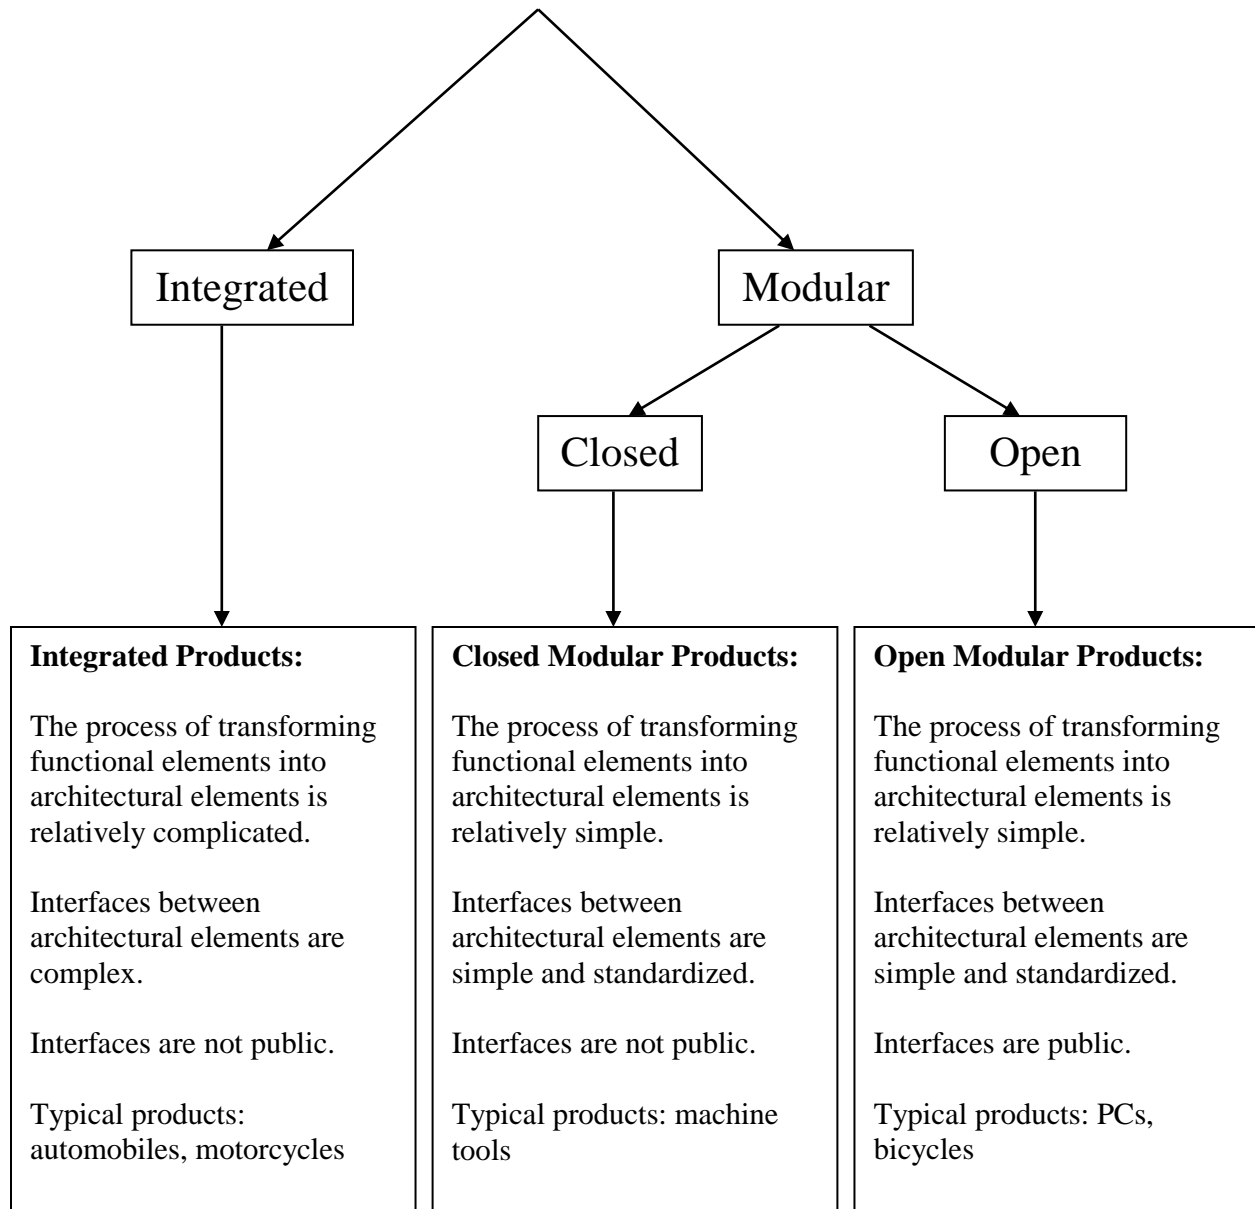 Integrated
Modular
Closed
Open
Integrated Products:
The process of transforming
functional elements into
architectural elements is
relatively complicated.
Interfaces between
architectural elements are
complex.
Interfaces are not public.
Typical products:
automobiles, motorcycles
Closed Modular Products:
The process of transforming
functional elements into
architectural elements is
relatively simple.
Interfaces between
architectural elements are
simple and standardized.
Interfaces are not public.
Typical products: machine
tools
Open Modular Products:
The process of transforming
functional elements into
architectural elements is
relatively simple.
Interfaces between
architectural elements are
simple and standardized.
Interfaces are public.
Typical products: PCs,
bicycles